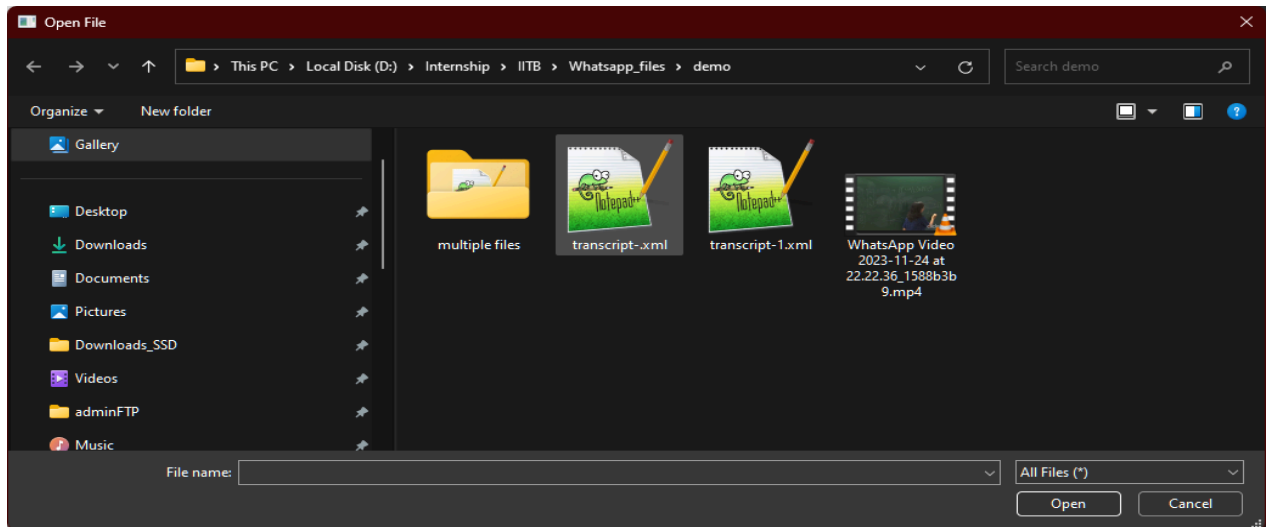 Open File
This PC > Local Disk (D:) > Internship > IITB > Whatsapp_files > demo
Search demo
Organize
New folder
Gallery
Desktop
Downloads
Documents
Pictures
Downloads_SSD
Videos
adminFTP
Music
multiple files
Notepad++
transcript-.xml
Notepad++
transcript-1.xml
WhatsApp Video
2023-11-24 at
22.22.36_1588b3b
9.mp4
File name:
All Files (*)
Open
Cancel